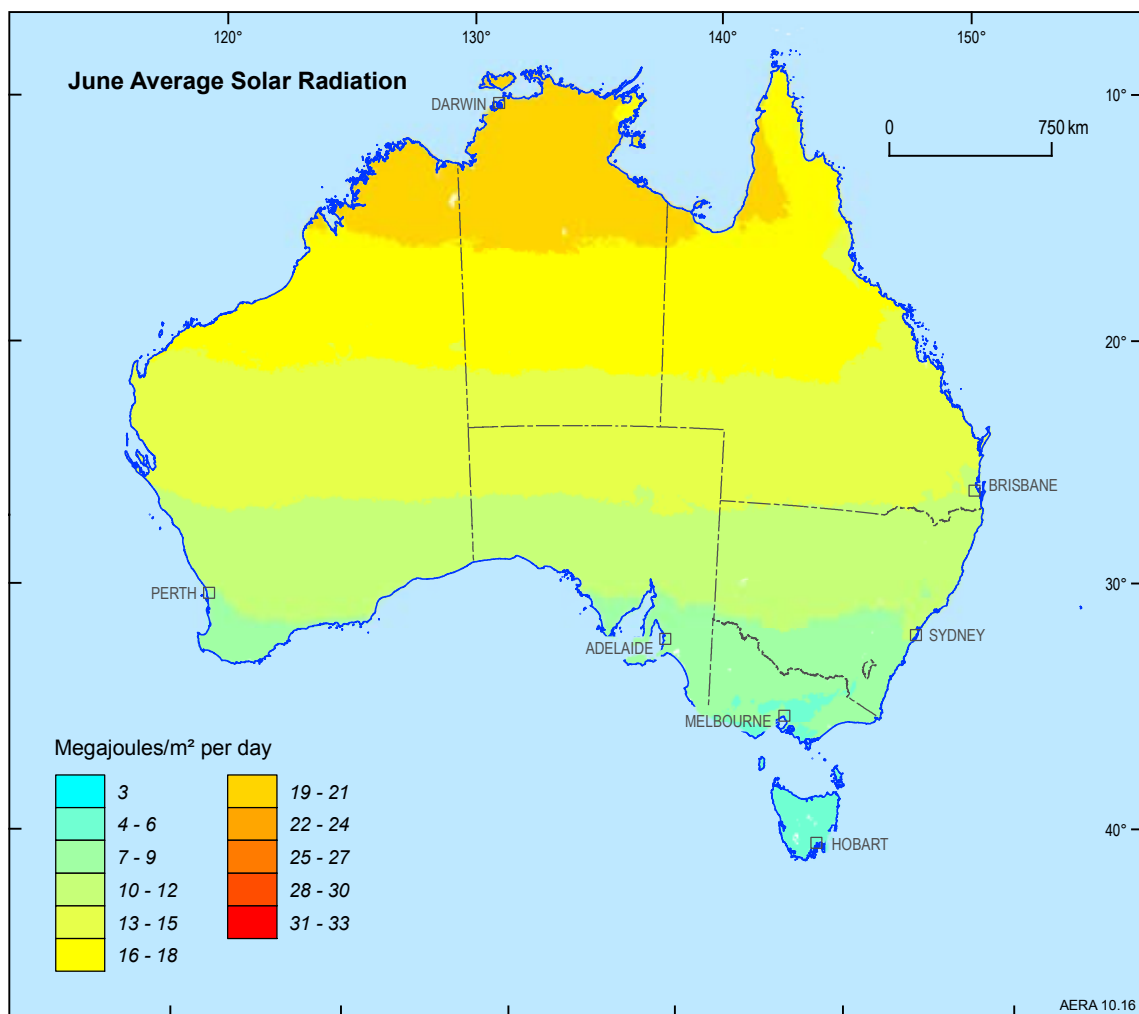 120° 130° 140° 150°
June Average Solar Radiation
DARWIN
10°
0 750 km
20°
BRISBANE
PERTH
30°
SYDNEY
ADELAIDE
MELBOURNE
Megajoules/m² per day
3
4 - 6
7 - 9
10 - 12
13 - 15
16 - 18
19 - 21
22 - 24
25 - 27
28 - 30
31 - 33
40°
HOBART
AERA 10.16